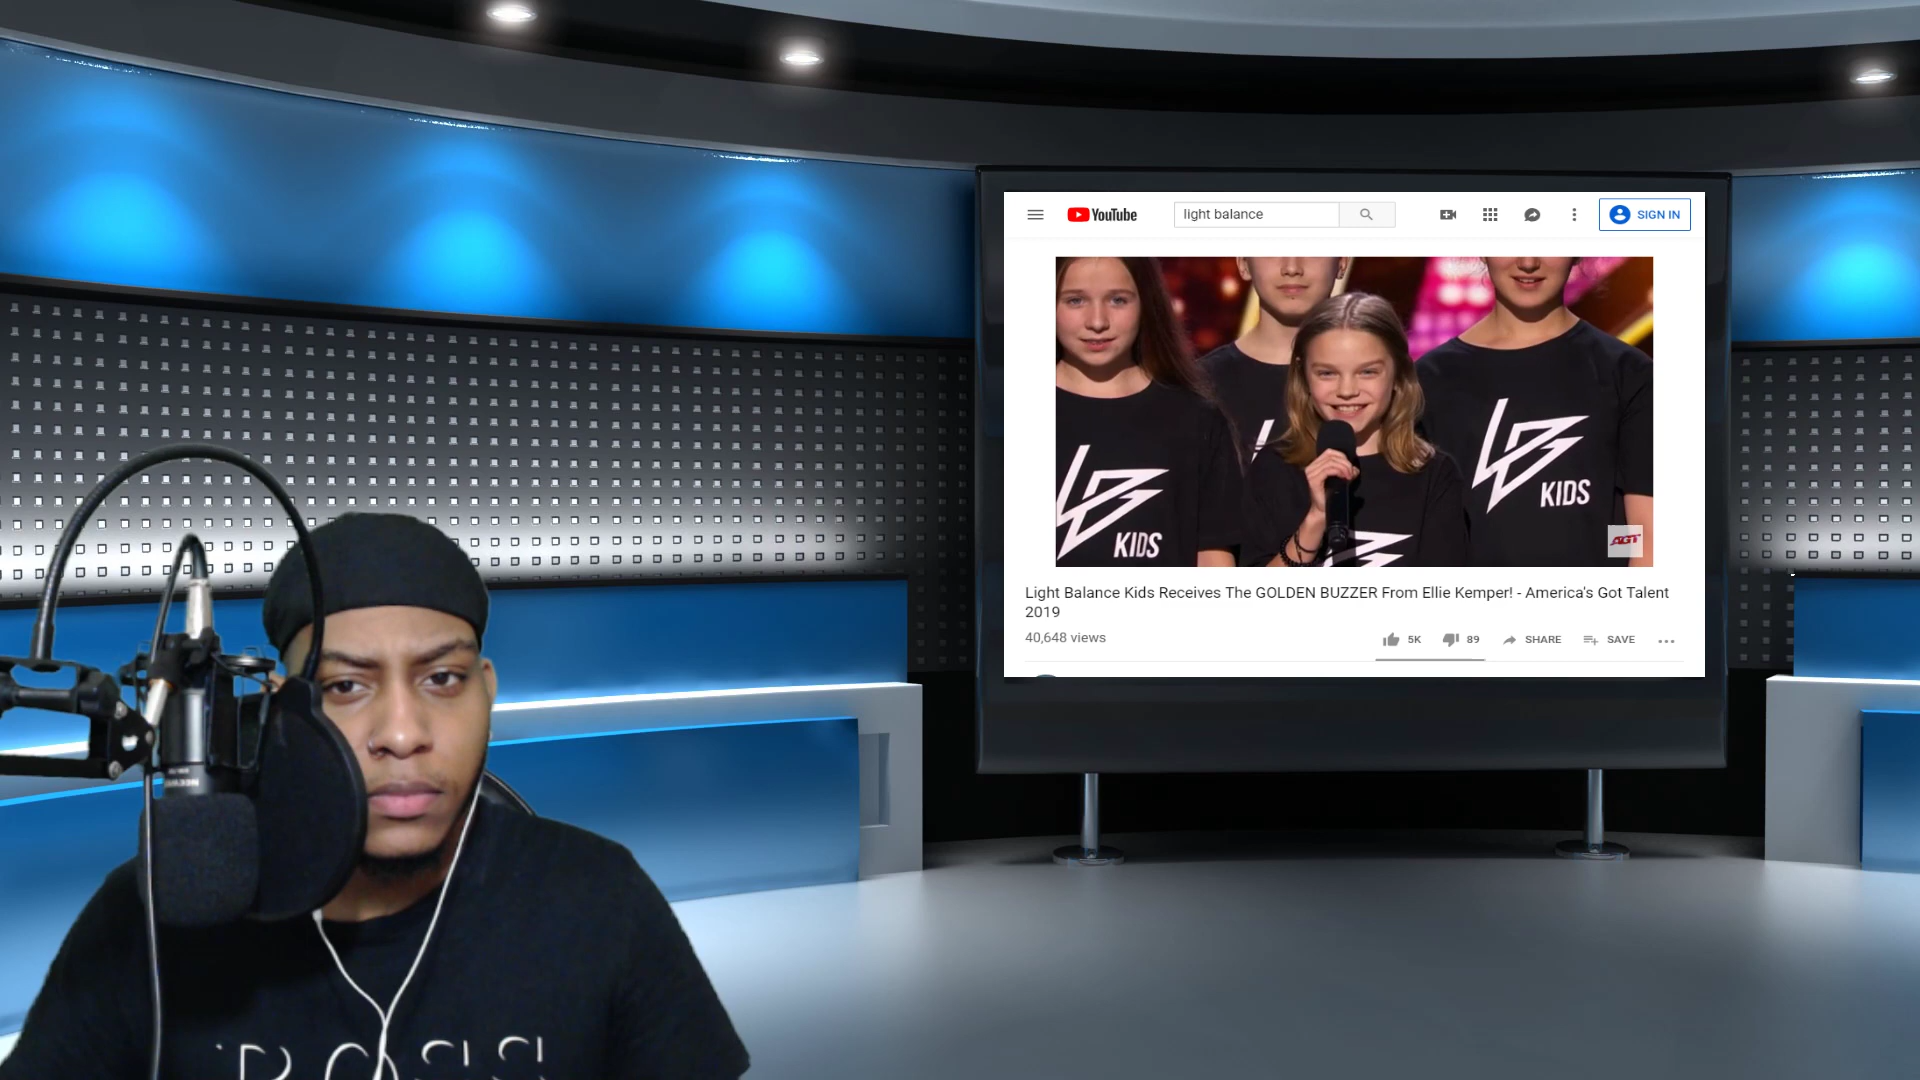 YouTube
light balance
SIGN IN
KIDS
KIDS
AGT
Light Balance Kids Receives The GOLDEN BUZZER From Ellie Kemper! - America's Got Talent
2019
40,648 views
5K
89
SHARE
SAVE
NEEWER